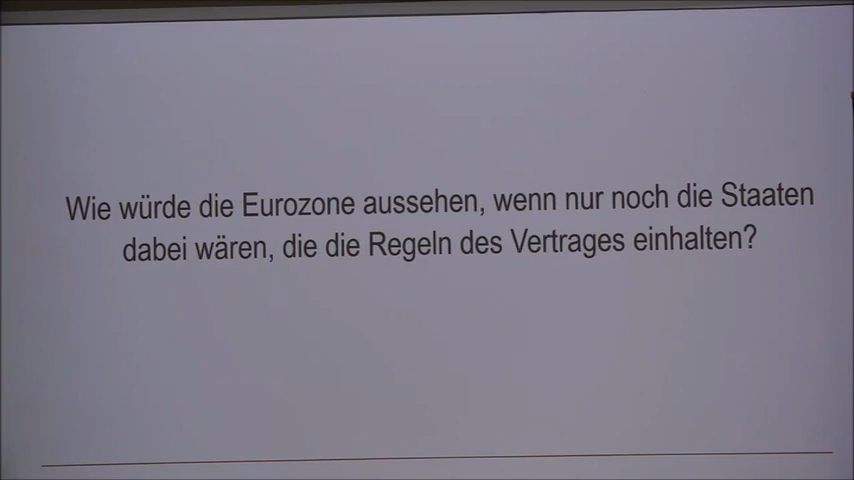 Wie würde die Eurozone aussehen, wenn nur noch die Staaten
dabei wären, die die Regeln des Vertrages einhalten?